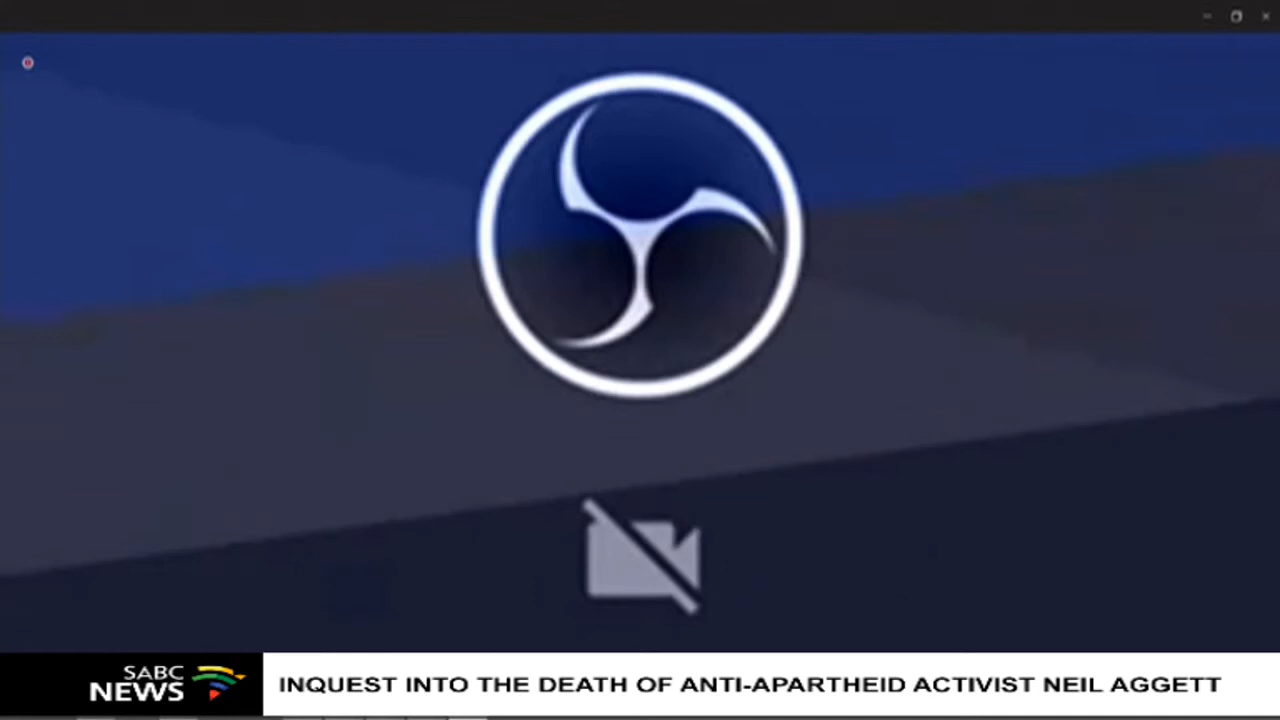 SABC
NEWS
INQUEST INTO THE DEATH OF ANTI-APARTHEID ACTIVIST NEIL AGGETT